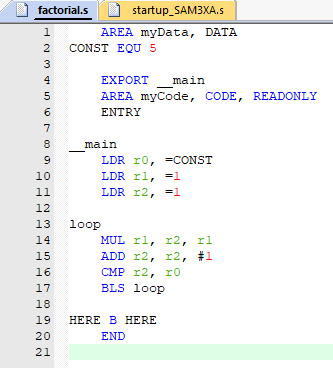 factorial.s startup_SAM3XA.s
1 AREA myData, DATA
2 CONST EQU 5
3
4 EXPORT __main
5 AREA myCode, CODE, READONLY
6 ENTRY
7
8 __main
9 LDR r0, =CONST
10 LDR r1, =1
11 LDR r2, =1
12
13 loop
14 MUL r1, r2, r1
15 ADD r2, r2, #1
16 CMP r2, r0
17 BLS loop
18
19 HERE B HERE
20 END
21